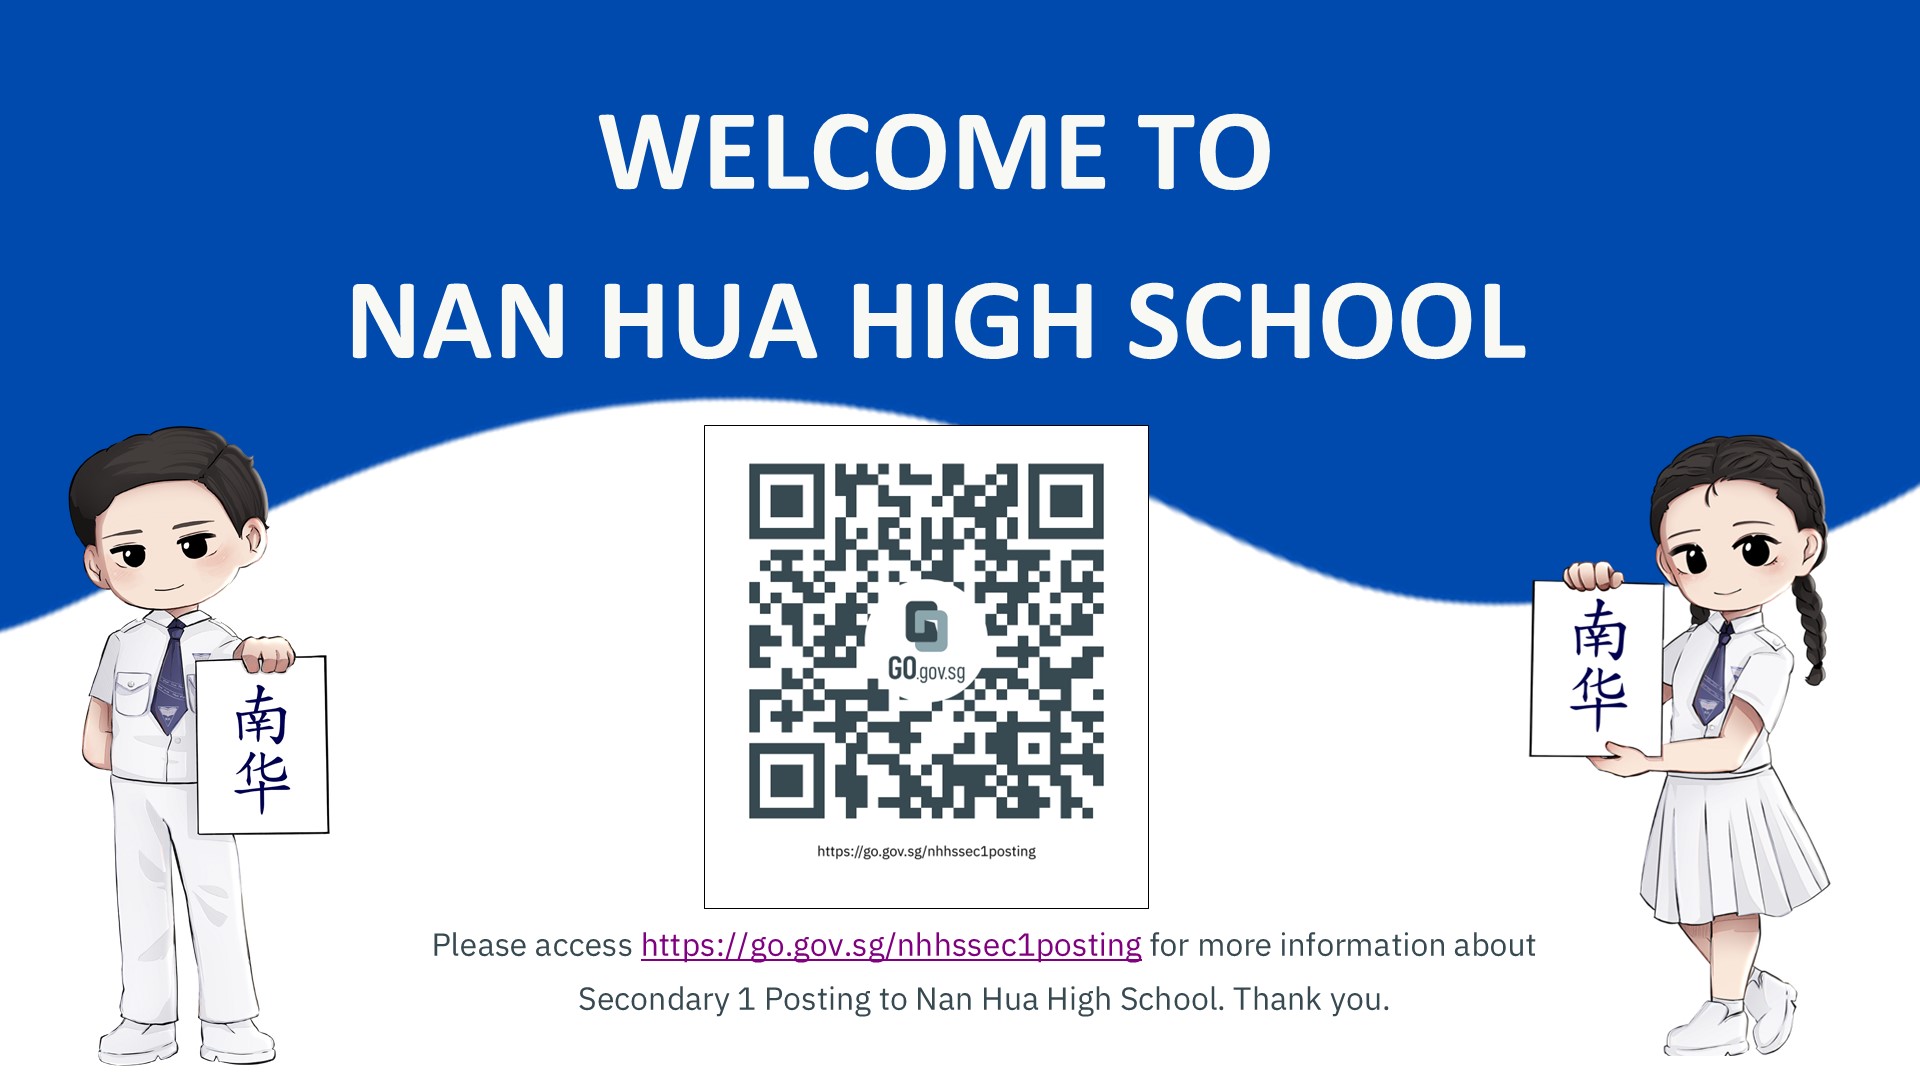 WELCOME TO
NAN HUA HIGH SCHOOL
GO.gov.sg
https://go.gov.sg/nhhssec1posting
南
华
南
华
Please access https://go.gov.sg/nhhssec1posting for more information about
Secondary 1 Posting to Nan Hua High School. Thank you.